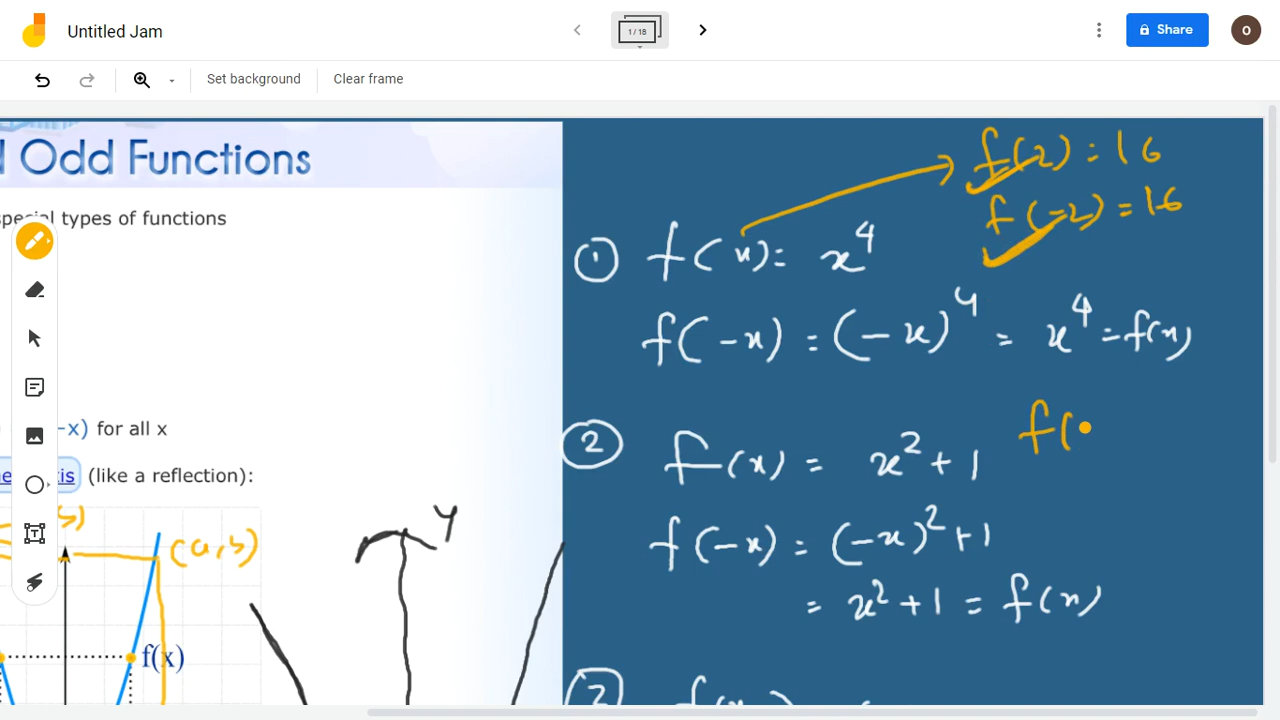 Untitled Jam
1 / 18
Share
O
Set background
Clear frame
d Odd Functions
special types of functions
-x) for all x
axis (like a reflection):
(a,b)
f(x)
y
f(2) = 16
f(-2) = 16
① f(x) = x⁴
f(-x) = (-x)⁴ = x⁴ = f(x)
② f(x) = x² + 1
f(
f(-x) = (-x)² + 1
= x² + 1 = f(x)